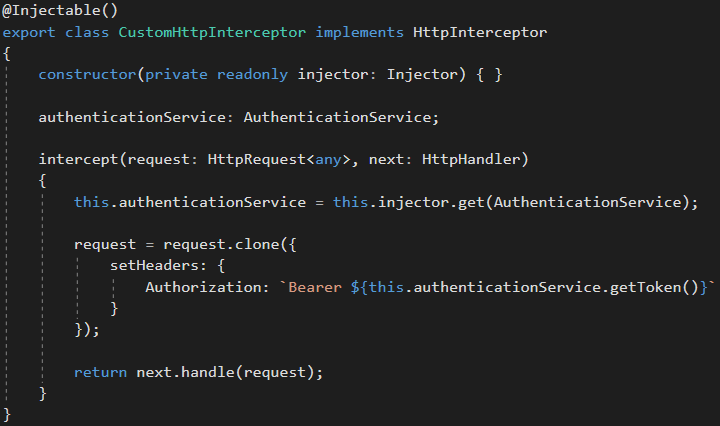 @Injectable()
export class CustomHttpInterceptor implements HttpInterceptor
{
    constructor(private readonly injector: Injector) { }

    authenticationService: AuthenticationService;

    intercept(request: HttpRequest<any>, next: HttpHandler)
    {
        this.authenticationService = this.injector.get(AuthenticationService);

        request = request.clone({
            setHeaders: {
                Authorization: `Bearer ${this.authenticationService.getToken()}`
            }
        });

        return next.handle(request);
    }
}